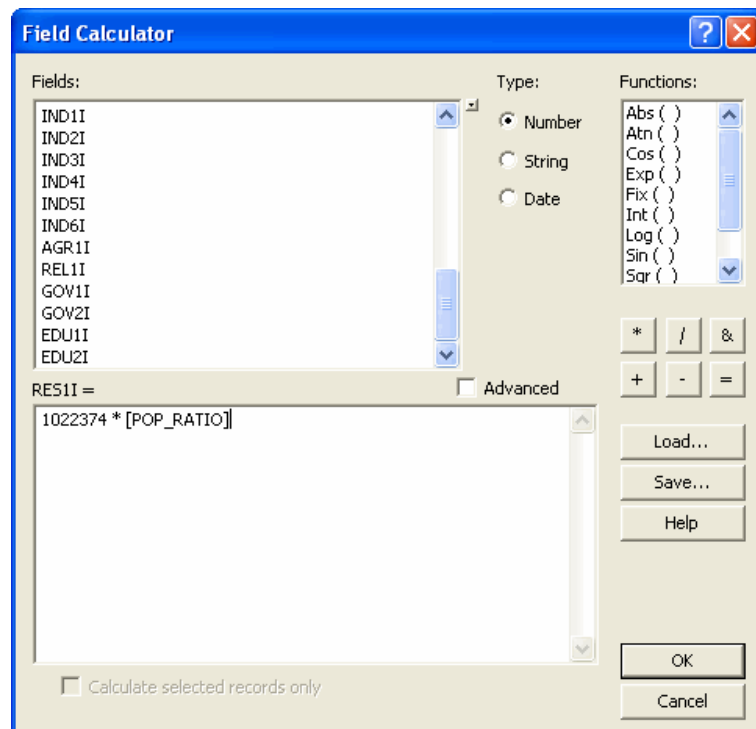 Field Calculator
Fields:
IND1I
IND2I
IND3I
IND4I
IND5I
IND6I
AGR1I
REL1I
GOV1I
GOV2I
EDU1I
EDU2I
Type:
Number
String
Date
Functions:
Abs ( )
Atn ( )
Cos ( )
Exp ( )
Fix ( )
Int ( )
Log ( )
Sin ( )
Sqr ( )
* / &
+ - =
RES1I =
Advanced
1022374 * [POP_RATIO]
Load...
Save...
Help
Calculate selected records only
OK
Cancel